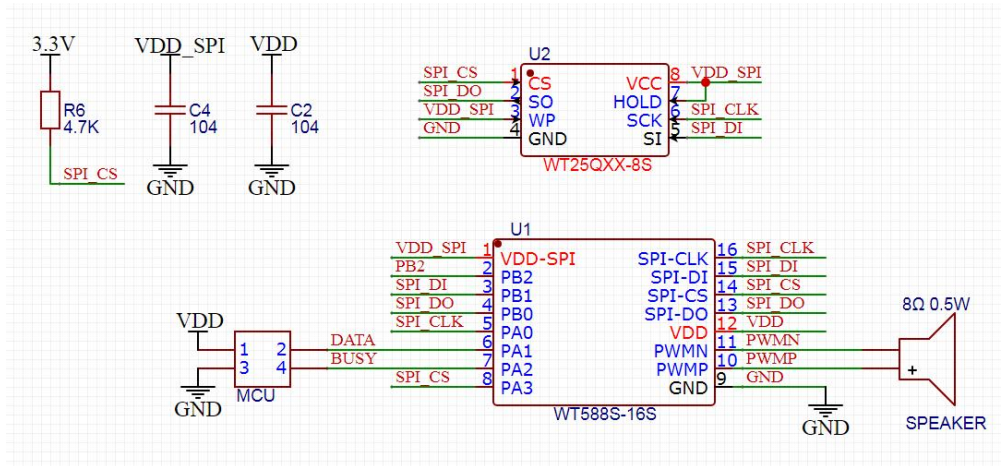 3.3V
R6
4.7K
SPI_CS
VDD_SPI
C4
104
GND
VDD
C2
104
GND
U2
SPI_CS 1 CS VCC 8 VDD_SPI
SPI_DO 2 SO HOLD 7
VDD_SPI 3 WP SCK 6 SPI_CLK
GND 4 GND SI 5 SPI_DI
WT25QXX-8S
U1
VDD_SPI 1 VDD-SPI SPI-CLK 16 SPI_CLK
PB2 2 PB2 SPI-DI 15 SPI_DI
SPI_DI 3 PB1 SPI-CS 14 SPI_CS
SPI_DO 4 PB0 SPI-DO 13 SPI_DO
SPI_CLK 5 PA0 VDD 12 VDD
DATA 6 PA1 PWMN 11 PWMN
BUSY 7 PA2 PWMP 10 PWMP
SPI_CS 8 PA3 GND 9 GND
WT588S-16S
VDD
1 2
3 4
MCU
GND
8Ω 0.5W
+
SPEAKER
GND